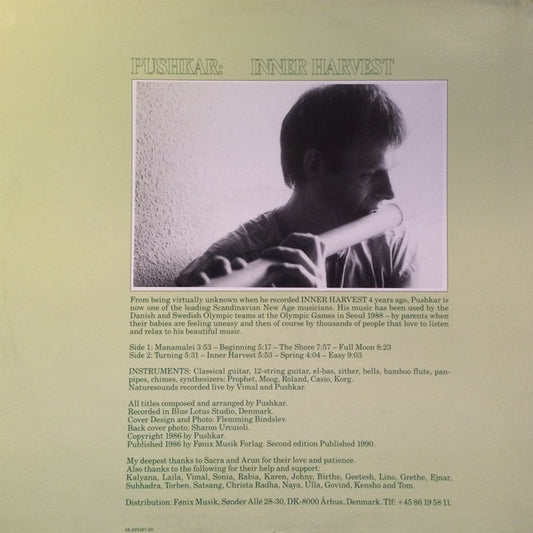 PUSHKAR: INNER HARVEST
From being virtually unknown when he recorded INNER HARVEST 4 years ago, Pushkar is
now one of the leading Scandinavian New Age musicians. His music has been used by the
Danish and Swedish Olympic teams at the Olympic Games in Seoul 1988 – by parents when
their babies are feeling uneasy and then of course by thousands of people that love to listen
and relax to his beautiful music.
Side 1: Manamalei 3:53 – Beginning 5:17 – The Shore 7:57 – Full Moon 8:23
Side 2: Turning 5:31 – Inner Harvest 5:53 – Spring 4:04 – Easy 9:03
INSTRUMENTS: Classical guitar, 12-string guitar, el-bas, zither, bells, bamboo flute, pan-
pipes, chimes, synthesizers: Prophet, Moog, Roland, Casio, Korg.
Naturesounds recorded live by Vimal and Pushkar.
All titles composed and arranged by Pushkar.
Recorded in Blue Lotus Studio, Denmark.
Cover Design and Photo: Flemming Bindslev.
Back cover photo: Sharon Urcuioli.
Copyright 1986 by Pushkar.
Published 1986 by Fønix Musik Forlag. Second edition Published 1990.
My deepest thanks to Sacra and Arun for their love and patience.
Also thanks to the following for their help and support:
Kalyana, Laila, Vimal, Sonia, Rabia, Karen, Johny, Birthe, Geetesh, Lino, Grethe, Ejnar,
Subhadra, Torben, Satsang, Christa Radha, Naya, Ulla, Govind, Kensho and Tom.
Distribution: Fønix Musik, Sønder Allé 28-30, DK-8000 Århus, Denmark. Tlf: +45 86 19 58 11.